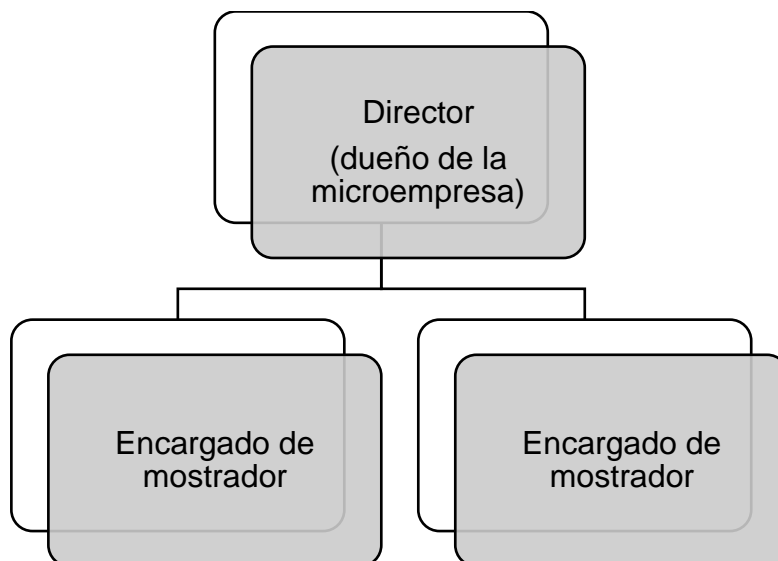 Director
(dueño de la
microempresa)
Encargado de
mostrador
Encargado de
mostrador